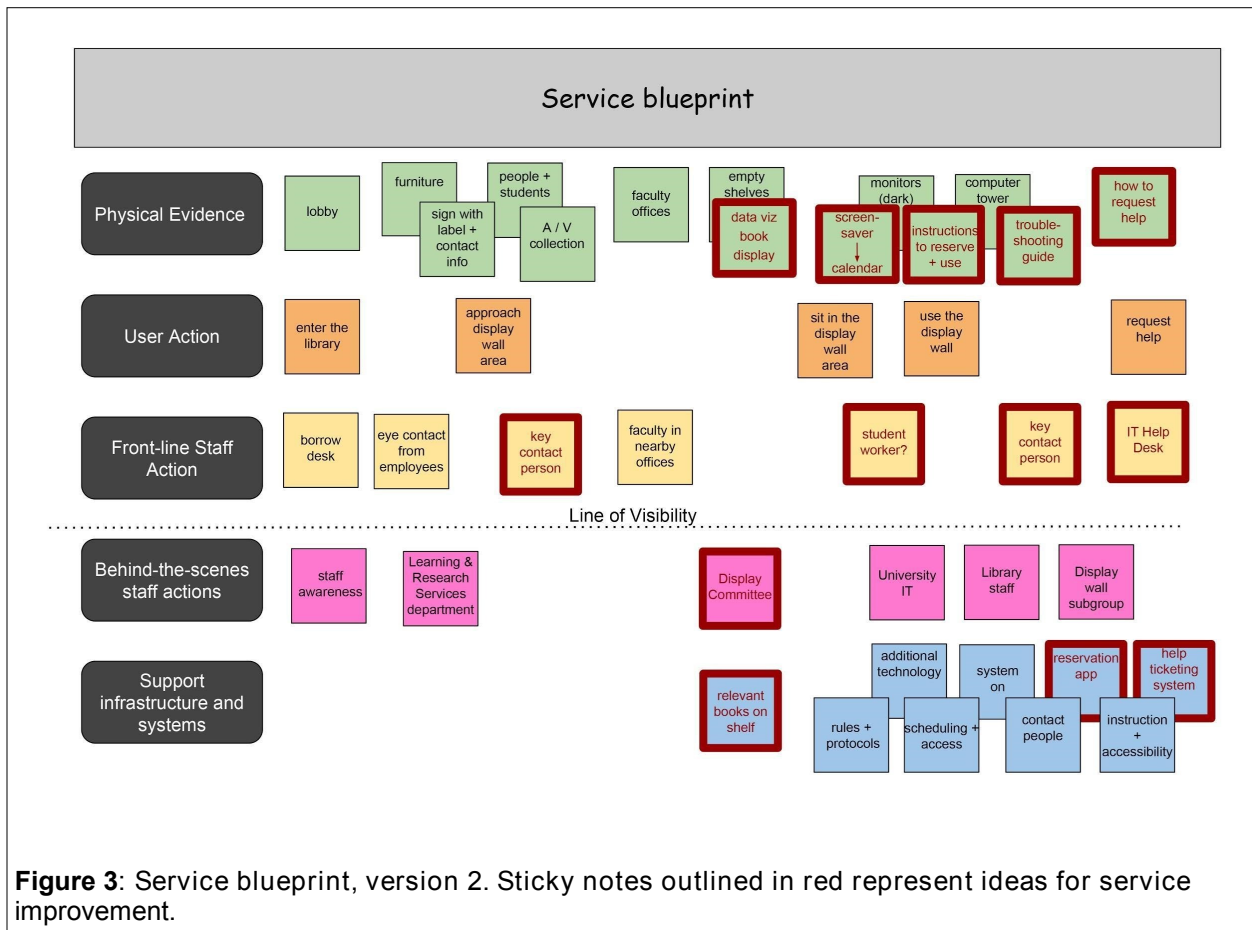 Service blueprint
Physical Evidence
lobby
furniture
sign with
label +
contact
info
people +
students
A / V
collection
faculty
offices
empty
shelves
data viz
book
display
monitors
(dark)
screen-
saver
↓
calendar
instructions
to reserve
+ use
computer
tower
trouble-
shooting
guide
how to
request
help
User Action
enter the
library
approach
display
wall
area
sit in the
display
wall
area
use the
display
wall
request
help
Front-line Staff
Action
borrow
desk
eye contact
from
employees
key
contact
person
faculty in
nearby
offices
student
worker?
key
contact
person
IT Help
Desk
Line of Visibility
Behind-the-scenes
staff actions
staff
awareness
Learning &
Research
Services
department
Display
Committee
University
IT
Library
staff
Display
wall
subgroup
Support
infrastructure and
systems
relevant
books on
shelf
additional
technology
system
on
reservation
app
help
ticketing
system
rules +
protocols
scheduling +
access
contact
people
instruction
+
accessibility
Figure 3: Service blueprint, version 2. Sticky notes outlined in red represent ideas for service
improvement.